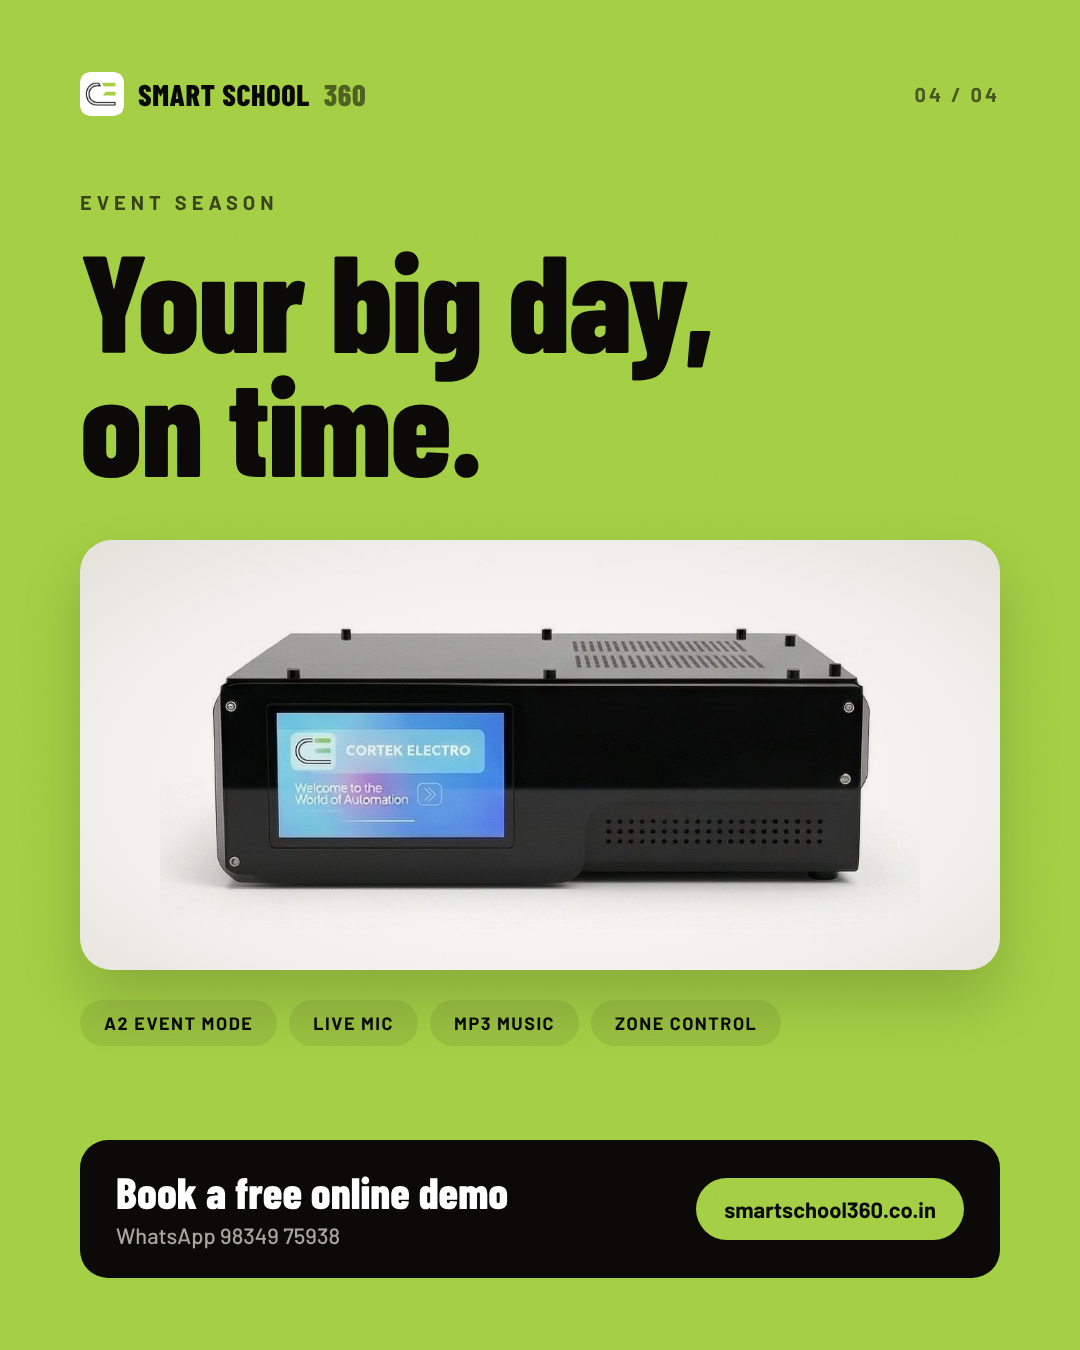 SMART SCHOOL 360
04 / 04
EVENT SEASON
Your big day,
on time.
CORTEK ELECTRO
Welcome to the
World of Automation
A2 EVENT MODE
LIVE MIC
MP3 MUSIC
ZONE CONTROL
Book a free online demo
WhatsApp 98349 75938
smartschool360.co.in